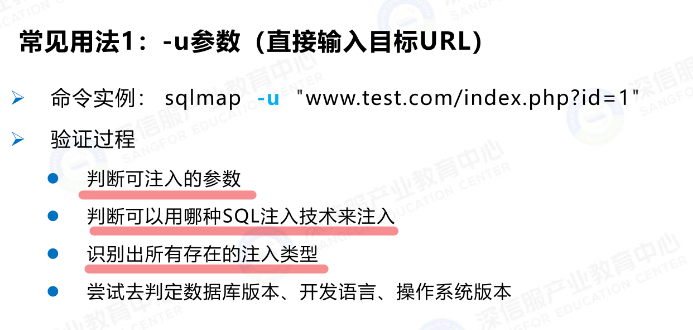 常见用法1：-u参数（直接输入目标URL）
➢ 命令实例： sqlmap -u "www.test.com/index.php?id=1"
➢ 验证过程
● 判断可注入的参数
● 判断可以用哪种SQL注入技术来注入
● 识别出所有存在的注入类型
● 尝试去判定数据库版本、开发语言、操作系统版本
深信服产业教育中心
SANGFOR EDUCATION CENTER